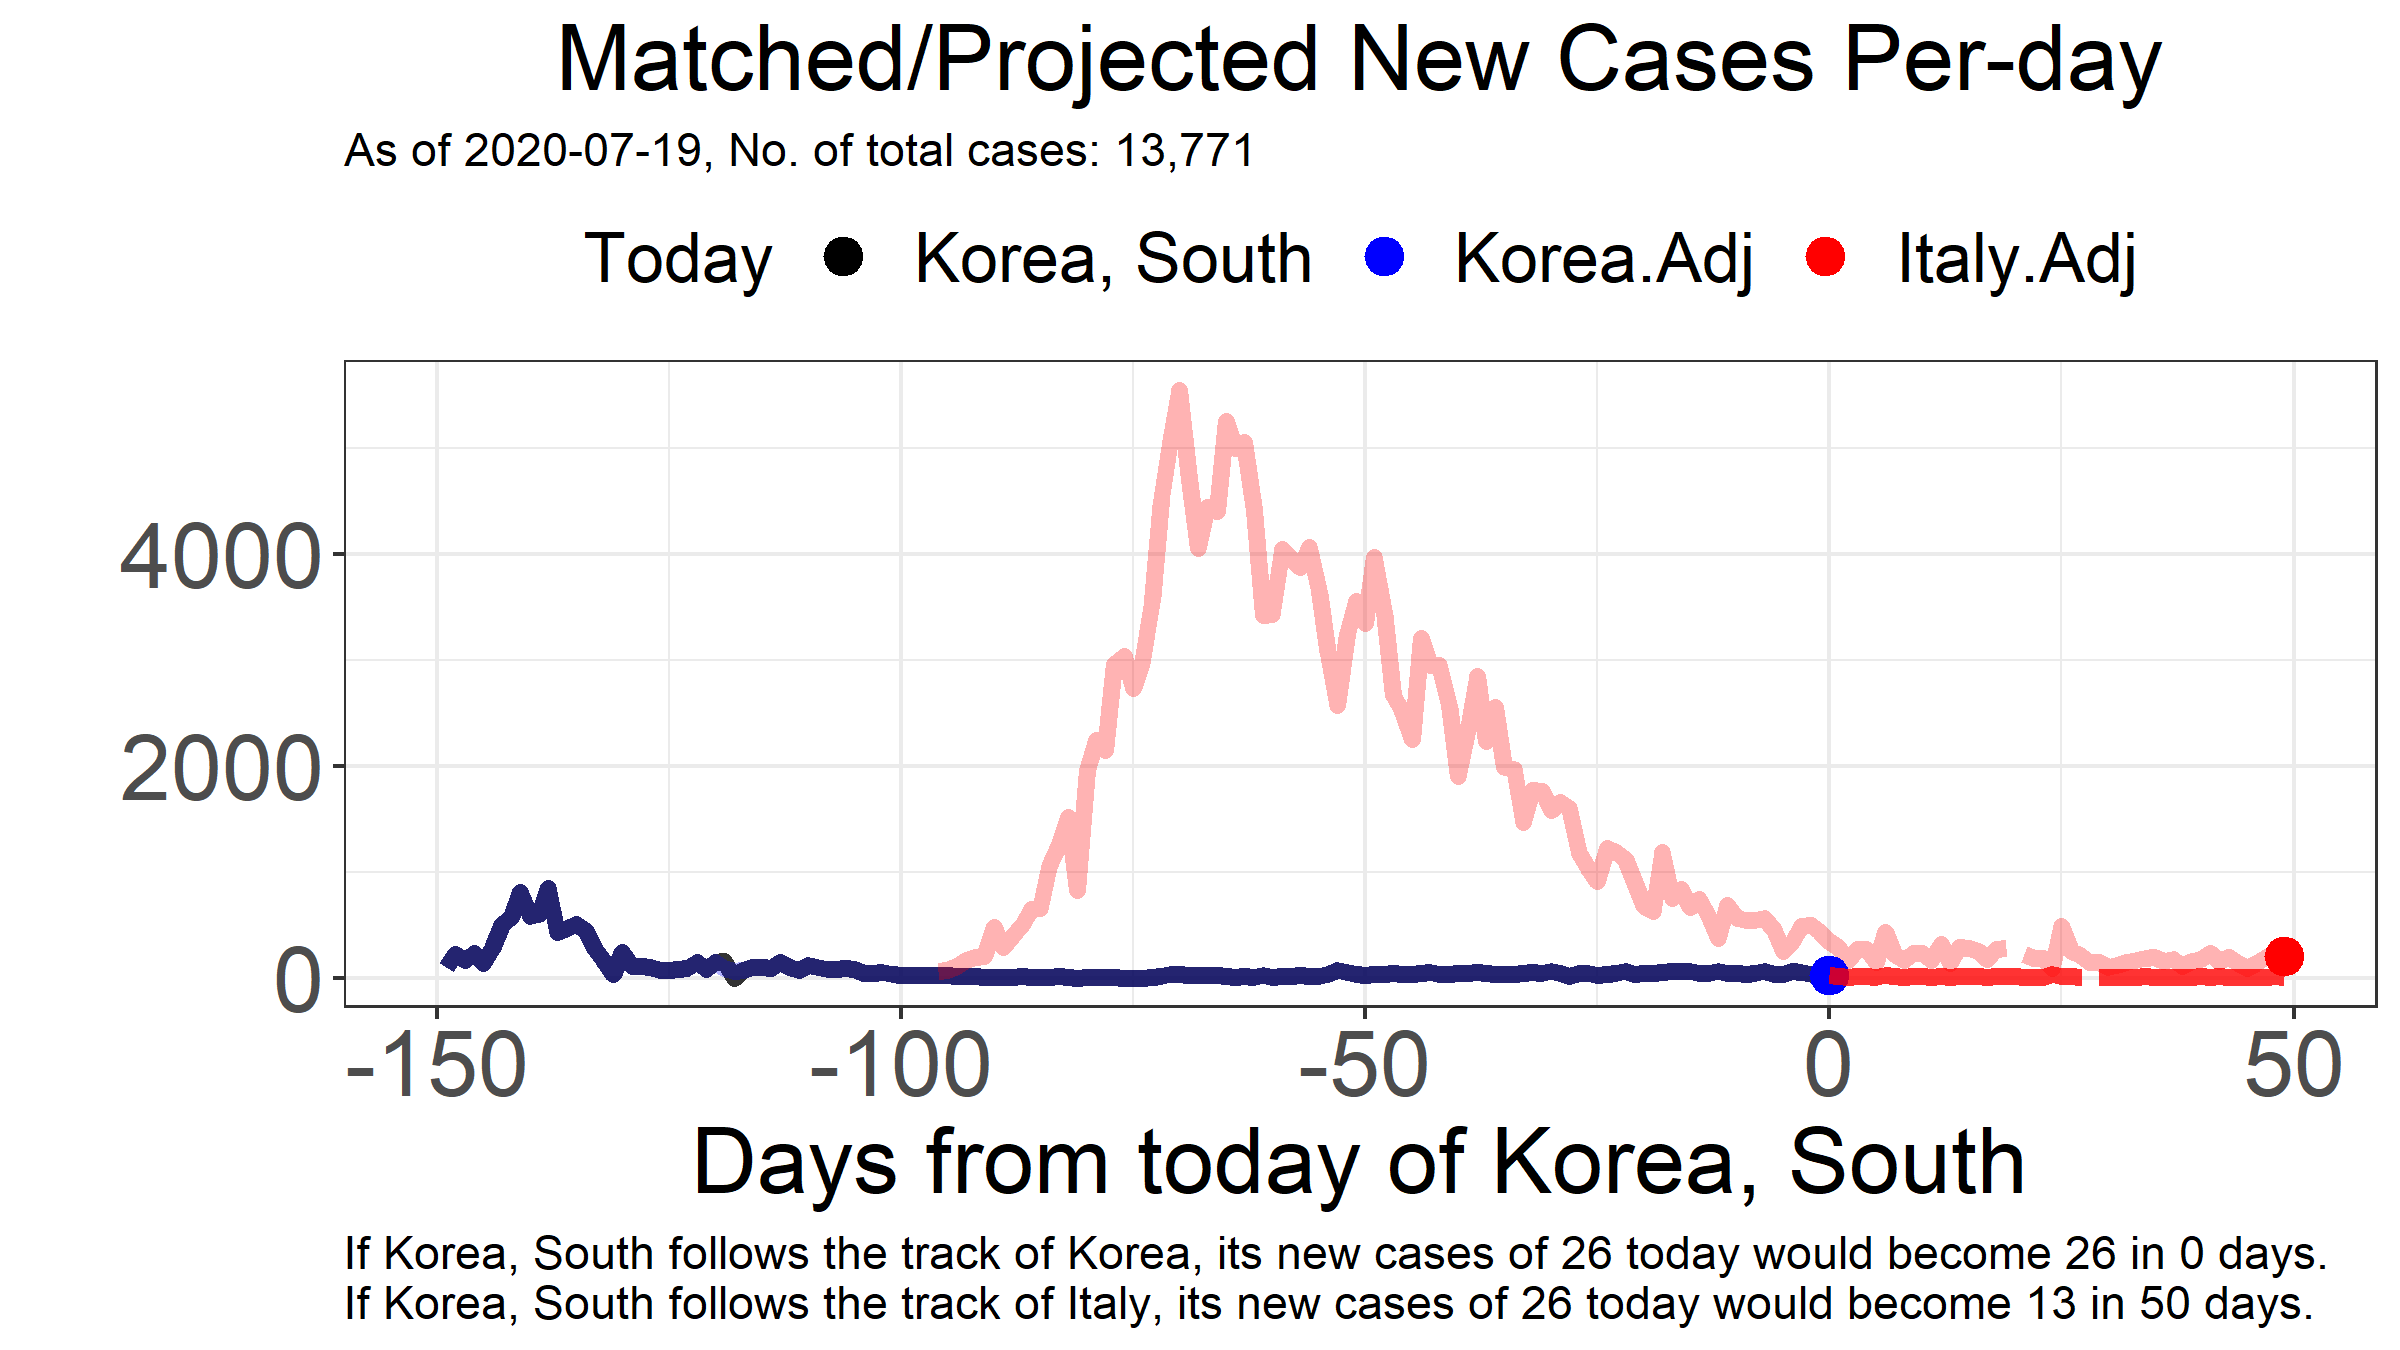 Matched/Projected New Cases Per-day
As of 2020-07-19, No. of total cases: 13,771
Today Korea, South Korea.Adj Italy.Adj
4000
2000
0
-150 -100 -50 0 50
Days from today of Korea, South
If Korea, South follows the track of Korea, its new cases of 26 today would become 26 in 0 days.
If Korea, South follows the track of Italy, its new cases of 26 today would become 13 in 50 days.